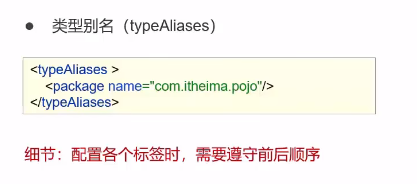 ● 类型别名（typeAliases）
<typeAliases >
<package name="com.itheima.pojo"/>
</typeAliases>
细节：配置各个标签时，需要遵守前后顺序